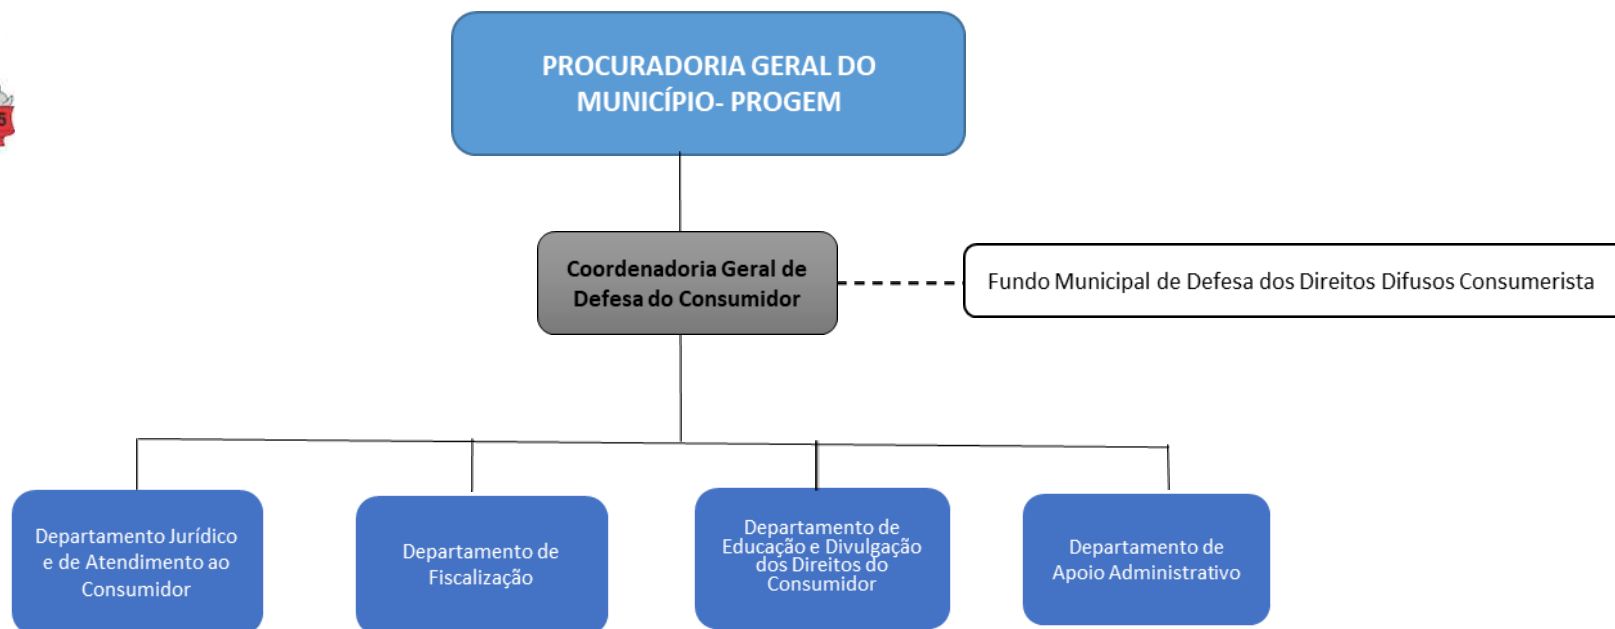 PROCURADORIA GERAL DO
MUNICÍPIO- PROGEM
5
Coordenadoria Geral de
Defesa do Consumidor
Fundo Municipal de Defesa dos Direitos Difusos Consumerista
Departamento Jurídico
e de Atendimento ao
Consumidor
Departamento de
Fiscalização
Departamento de
Educação e Divulgação
dos Direitos do
Consumidor
Departamento de
Apoio Administrativo